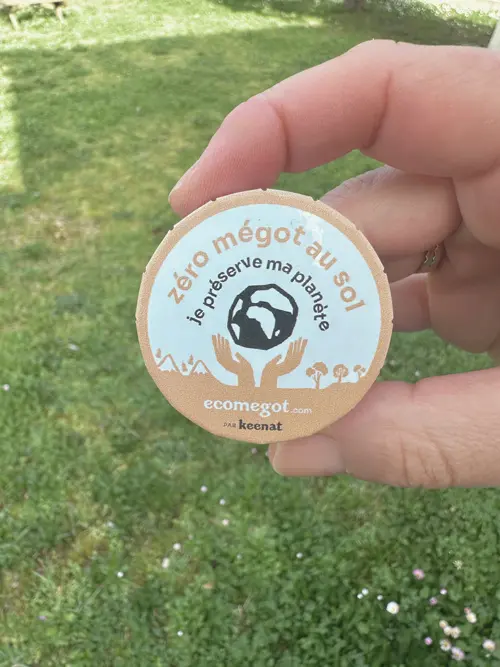 zéro mégot au sol
je préserve ma planète
ecomegot.com
PAR keenat